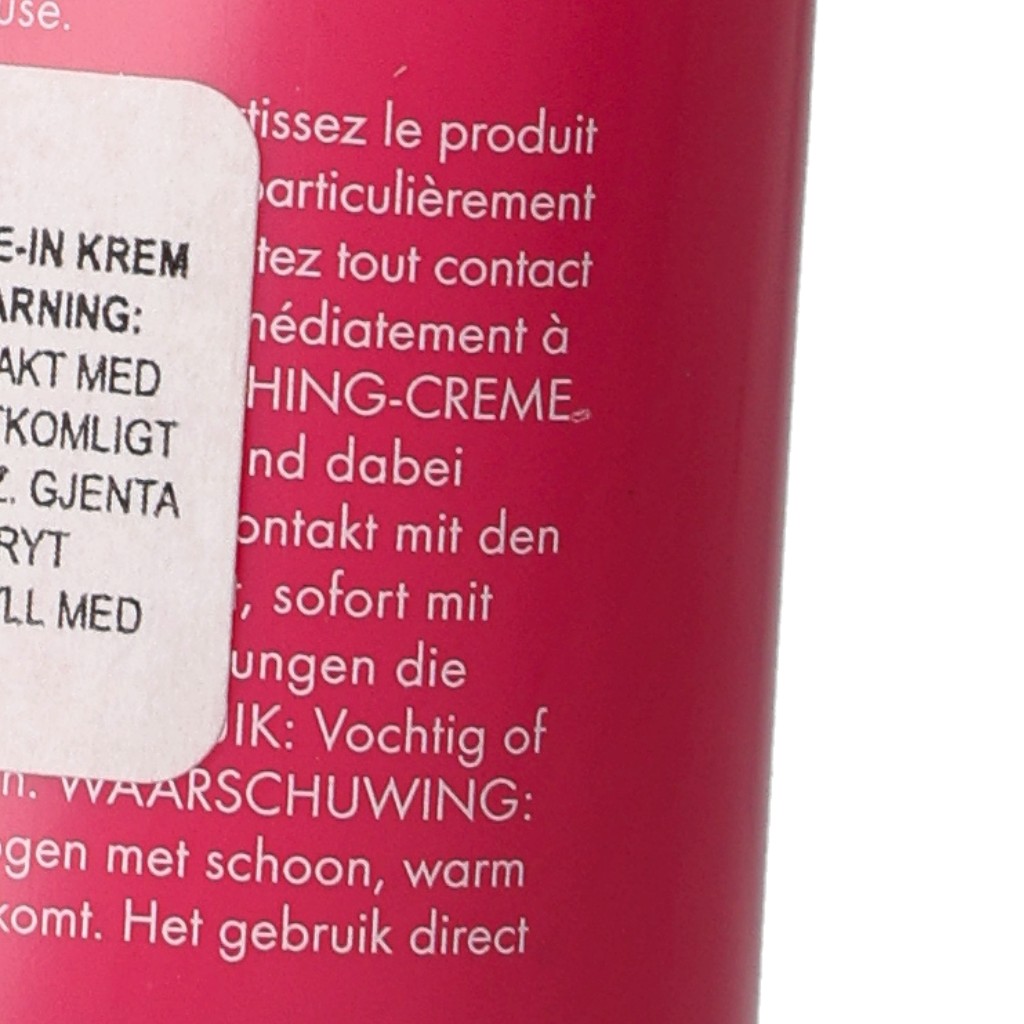 use.
tissez le produit
particulièrement
tez tout contact
médiatement à
HING-CREME
nd dabei
ontakt mit den
, sofort mit
ungen die
IK: Vochtig of
n. WAARSCHUWING:
gen met schoon, warm
komt. Het gebruik direct
E-IN KREM
ARNING:
AKT MED
TKOMLIGT
Z. GJENTA
RYT
LL MED